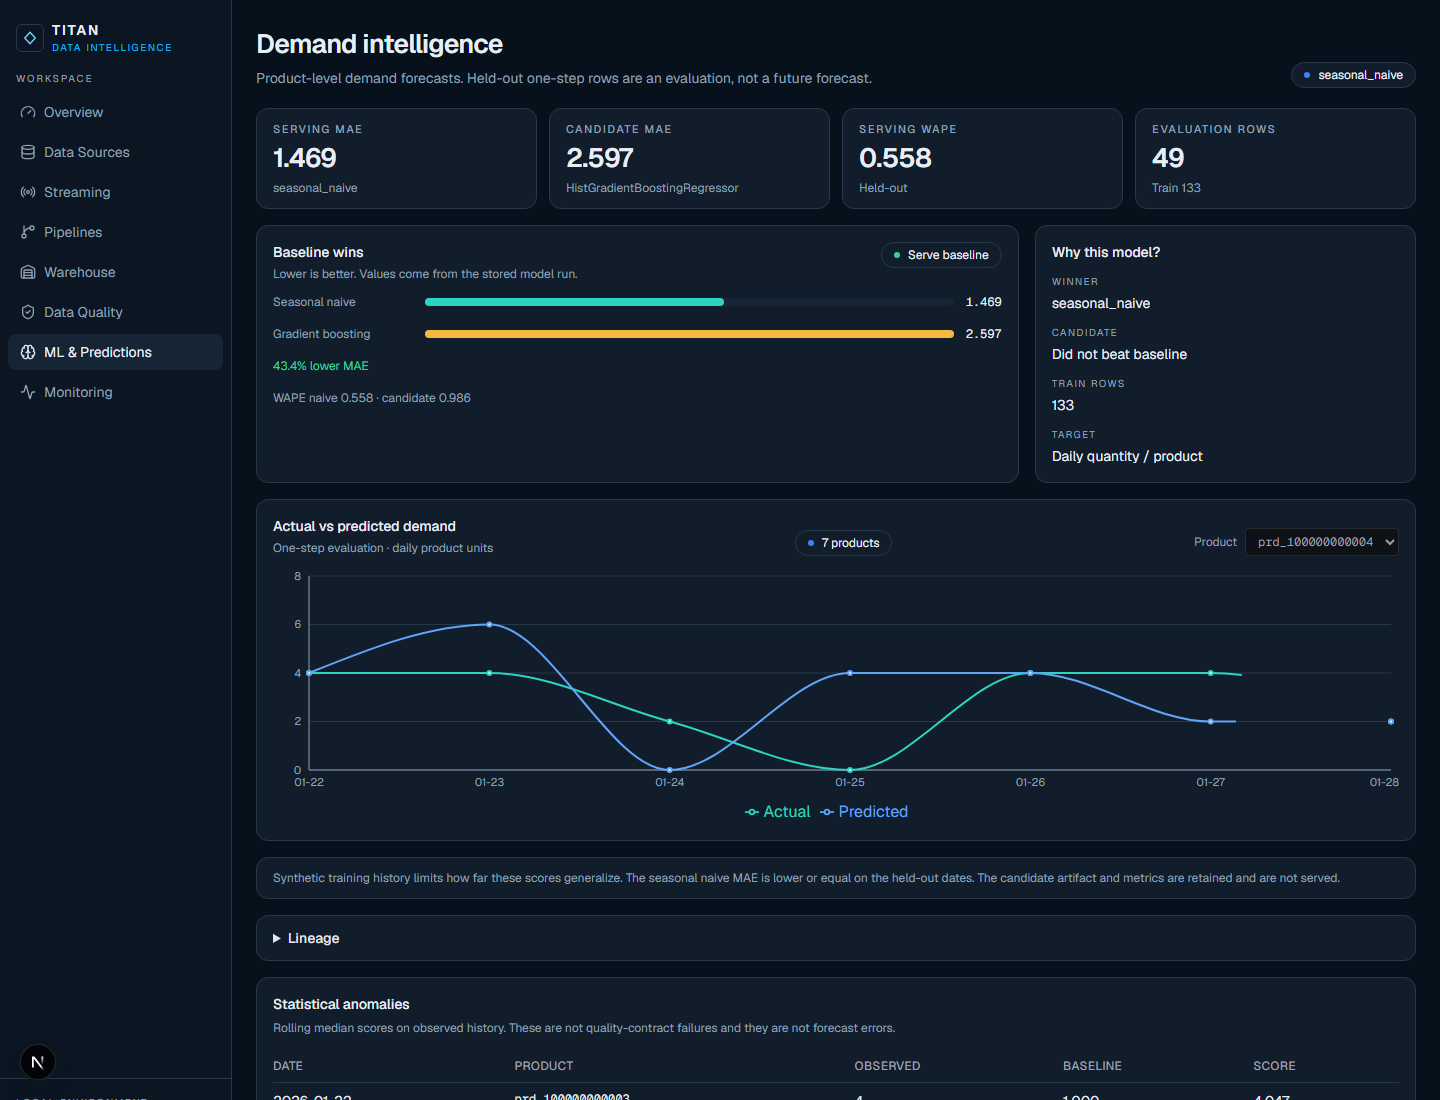 TITAN
DATA INTELLIGENCE
WORKSPACE
Overview
Data Sources
Streaming
Pipelines
Warehouse
Data Quality
ML & Predictions
Monitoring
N
Demand intelligence
Product-level demand forecasts. Held-out one-step rows are an evaluation, not a future forecast.
seasonal_naive
SERVING MAE
1.469
seasonal_naive
CANDIDATE MAE
2.597
HistGradientBoostingRegressor
SERVING WAPE
0.558
Held-out
EVALUATION ROWS
49
Train 133
Baseline wins
Lower is better. Values come from the stored model run.
Serve baseline
Seasonal naive 1.469
Gradient boosting 2.597
43.4% lower MAE
WAPE naive 0.558 · candidate 0.986
Why this model?
WINNER
seasonal_naive
CANDIDATE
Did not beat baseline
TRAIN ROWS
133
TARGET
Daily quantity / product
Actual vs predicted demand
One-step evaluation · daily product units
7 products
Product prd_100000000004
8
6
4
2
0
01-22 01-23 01-24 01-25 01-26 01-27 01-28
Actual Predicted
Synthetic training history limits how far these scores generalize. The seasonal naive MAE is lower or equal on the held-out dates. The candidate artifact and metrics are retained and are not served.
Lineage
Statistical anomalies
Rolling median scores on observed history. These are not quality-contract failures and they are not forecast errors.
DATE PRODUCT OBSERVED BASELINE SCORE
prd_100000000003